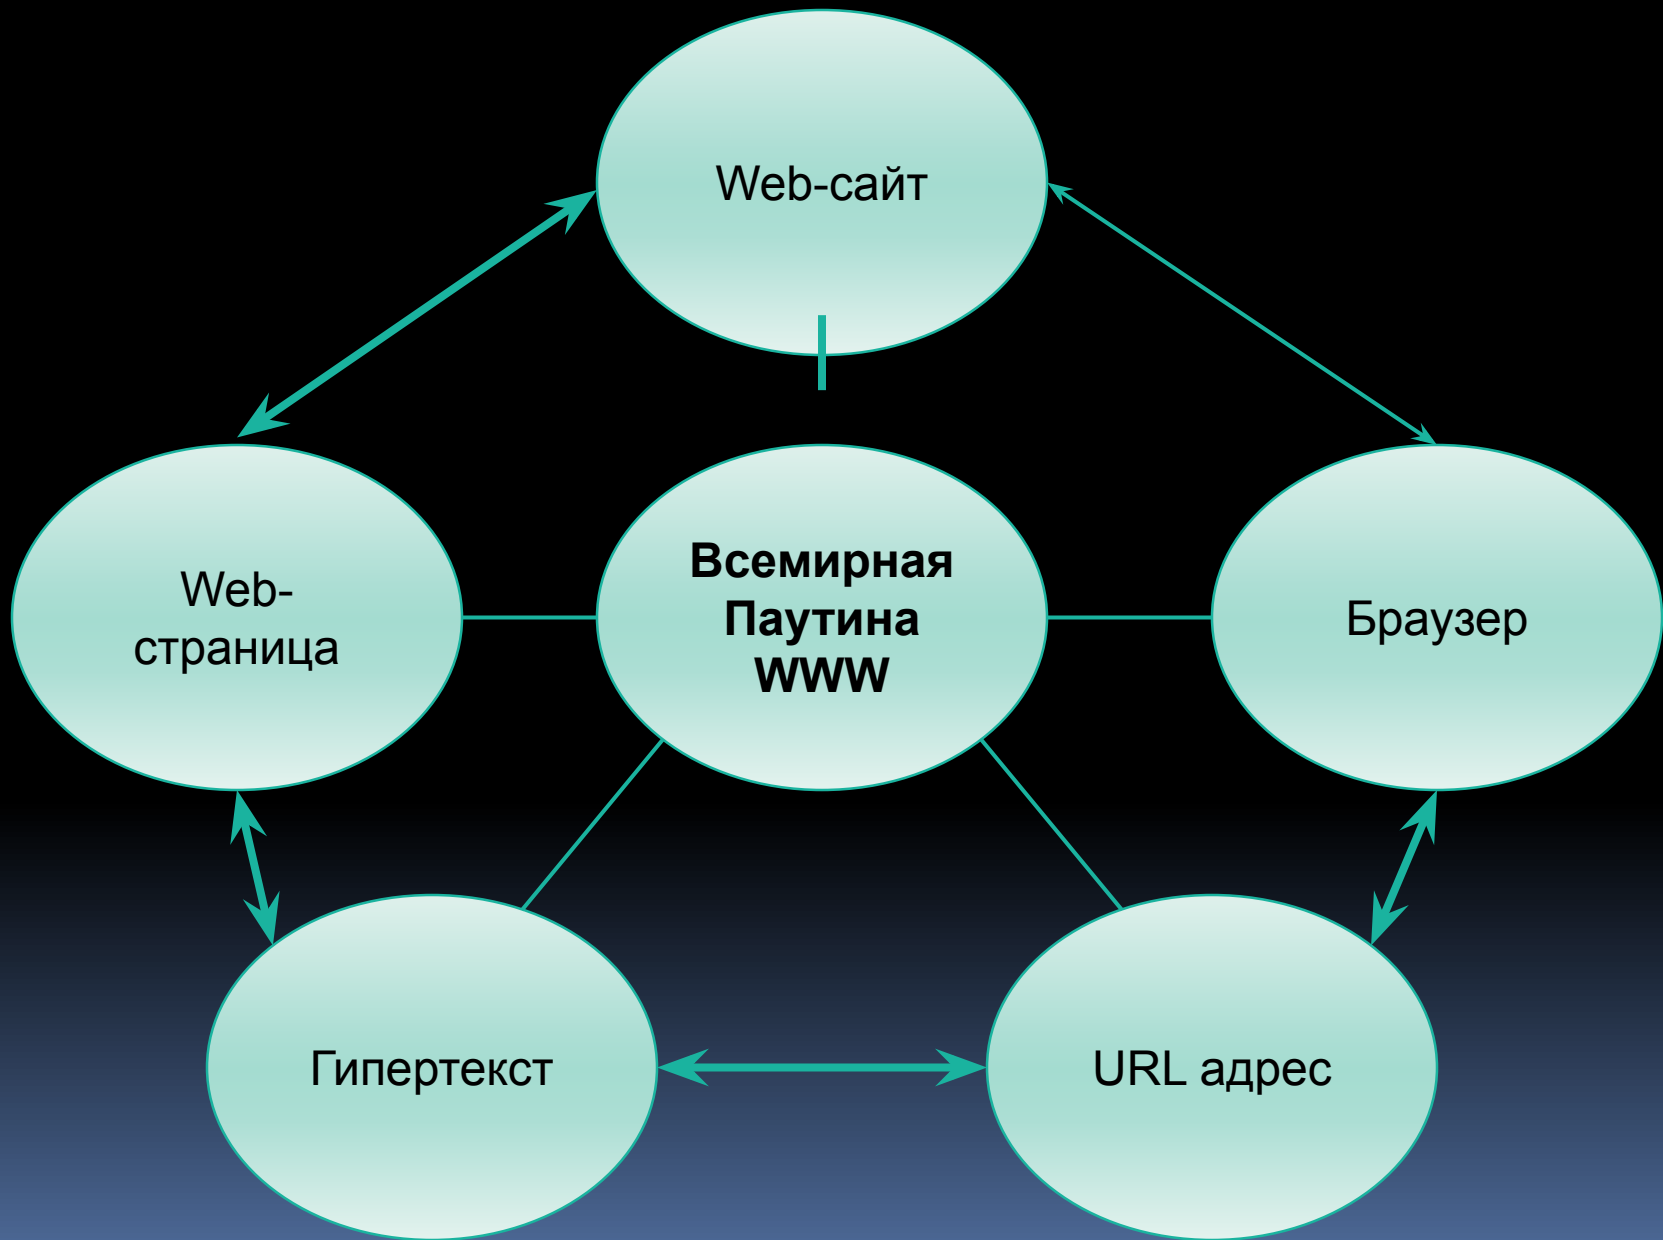 Web-сайт
Web-
страница
Всемирная
Паутина
WWW
Браузер
Гипертекст
URL адрес